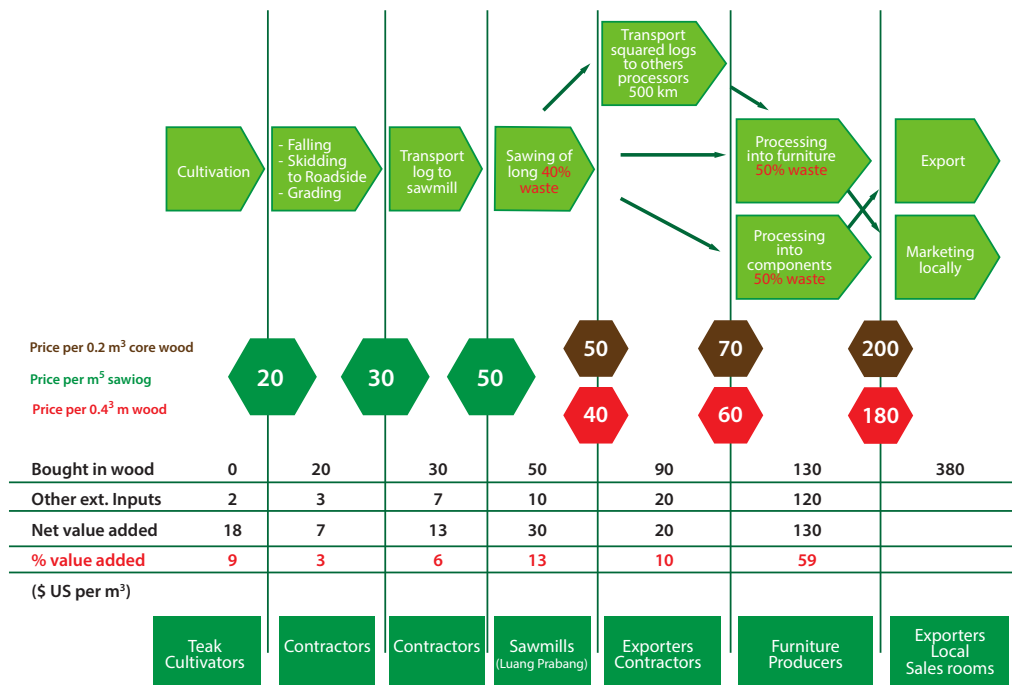 Transport
squared logs
to others
processors
500 km
Cultivation
- Falling
- Skidding
to Roadside
- Grading
Transport
log to
sawmill
Sawing of
long 40%
waste
Processing
into furniture
50% waste
Export
Processing
into
components
50% waste
Marketing
locally
Price per 0.2 m³ core wood
Price per m⁵ sawiog
Price per 0.4³ m wood
20
30
50
50
70
200
40
60
180
Bought in wood 0 20 30 50 90 130 380
Other ext. Inputs 2 3 7 10 20 120
Net value added 18 7 13 30 20 130
% value added 9 3 6 13 10 59
($ US per m³)
Teak
Cultivators
Contractors
Contractors
Sawmills
(Luang Prabang)
Exporters
Contractors
Furniture
Producers
Exporters
Local
Sales rooms